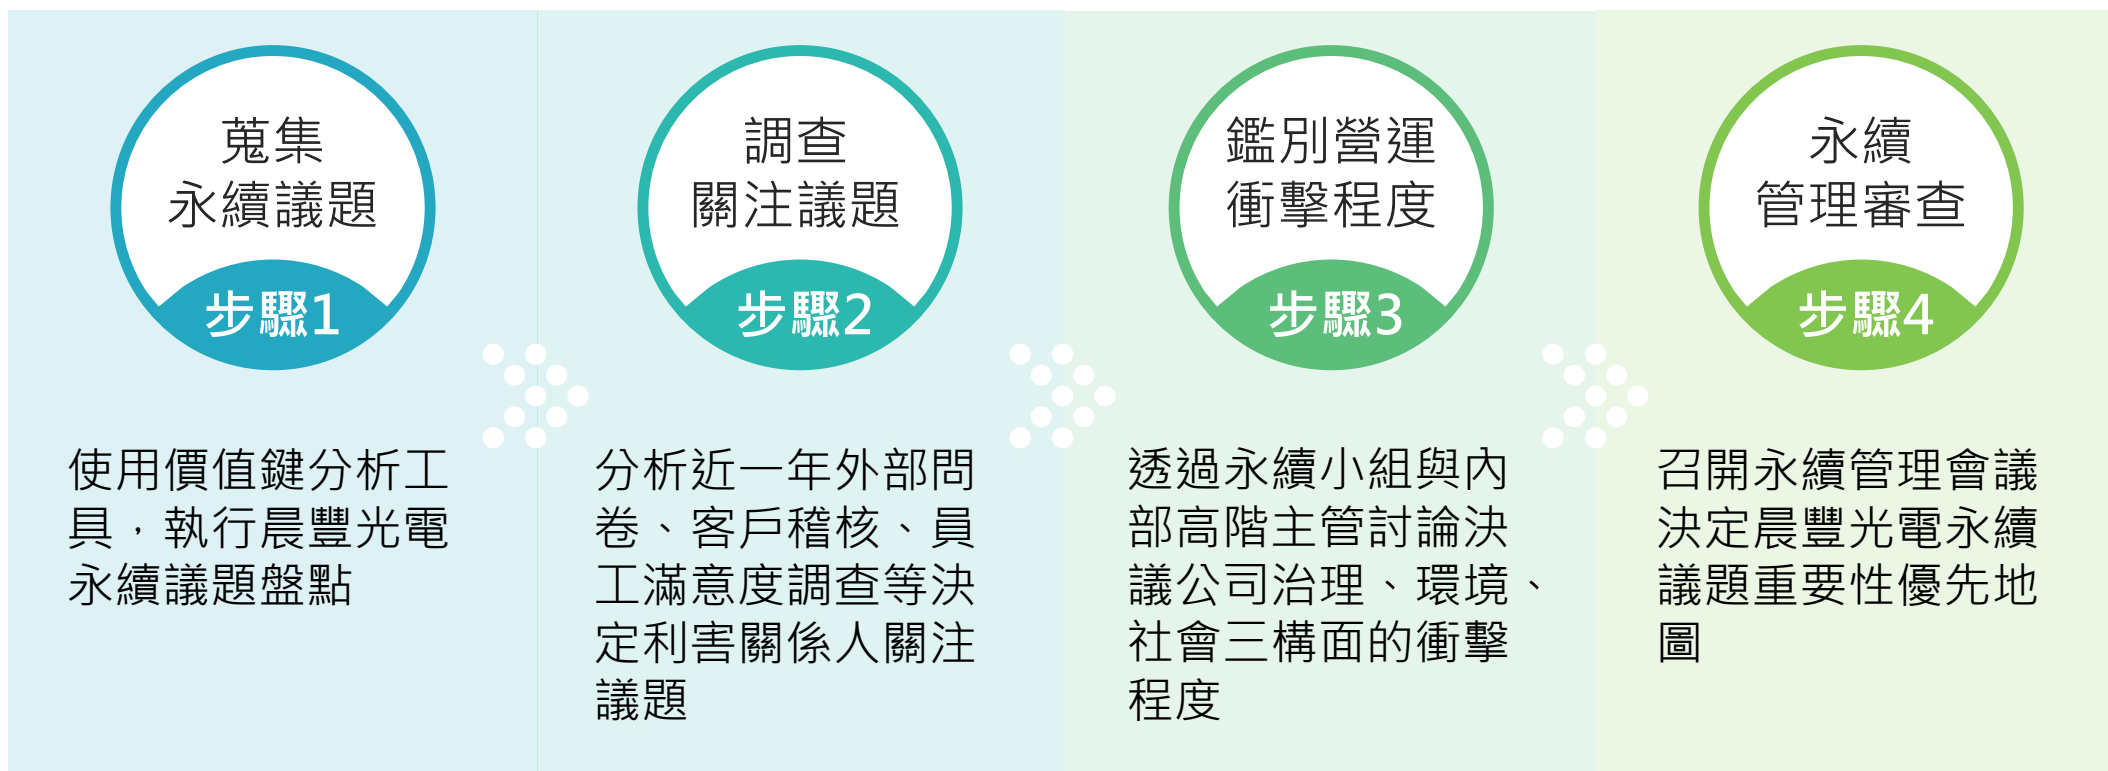 蒐集
永續議題
步驟1
使用價值鍵分析工
具，執行晨豐光電
永續議題盤點
調查
關注議題
步驟2
分析近一年外部問
卷、客戶稽核、員
工滿意度調查等決
定利害關係人關注
議題
鑑別營運
衝擊程度
步驟3
透過永續小組與內
部高階主管討論決
議公司治理、環境、
社會三構面的衝擊
程度
永續
管理審查
步驟4
召開永續管理會議
決定晨豐光電永續
議題重要性優先地
圖